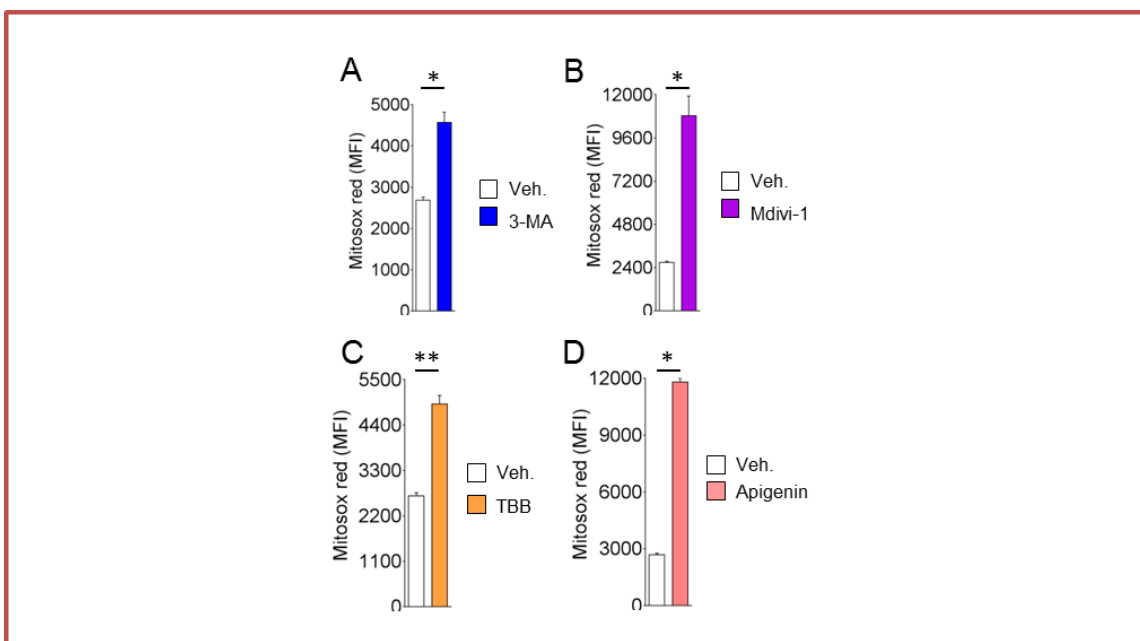 A
*
Mitosox red (MFI)
5000
4000
3000
2000
1000
0
Veh.
3-MA
B
*
Mitosox red (MFI)
12000
9600
7200
4800
2400
0
Veh.
Mdivi-1
C
**
Mitosox red (MFI)
5500
4400
3300
2200
1100
0
Veh.
TBB
D
*
Mitosox red (MFI)
12000
9000
6000
3000
0
Veh.
Apigenin